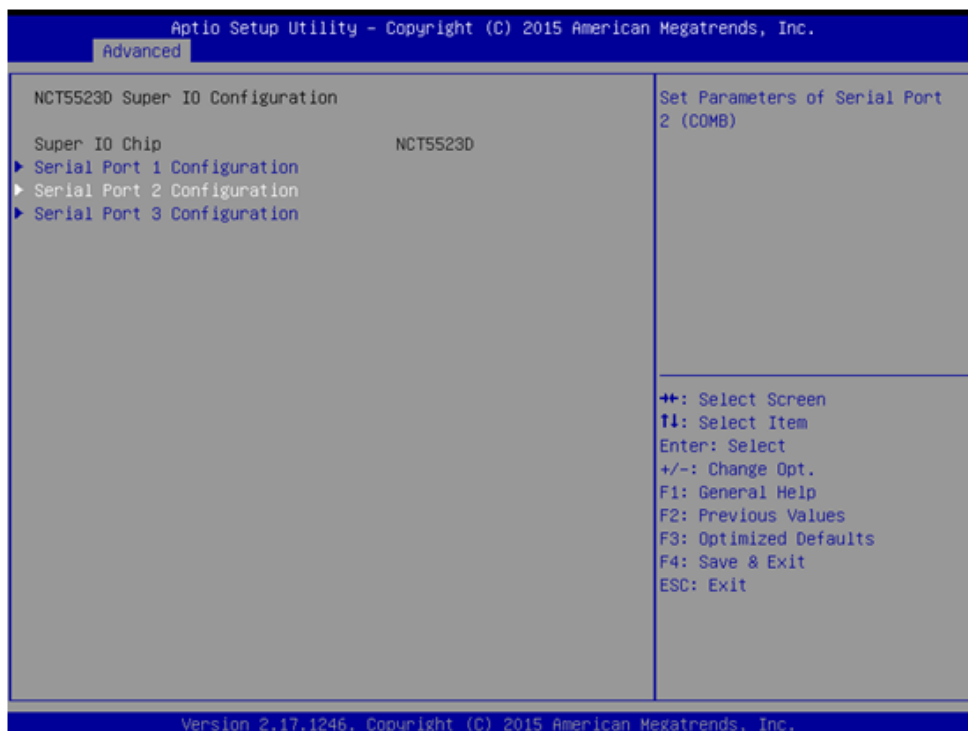 Aptio Setup Utility – Copyright (C) 2015 American Megatrends, Inc.
Advanced
NCT5523D Super IO Configuration
Super IO Chip NCT5523D
Serial Port 1 Configuration
Serial Port 2 Configuration
Serial Port 3 Configuration
Set Parameters of Serial Port
2 (COMB)
→←: Select Screen
↑↓: Select Item
Enter: Select
+/-: Change Opt.
F1: General Help
F2: Previous Values
F3: Optimized Defaults
F4: Save & Exit
ESC: Exit
Version 2.17.1246. Copyright (C) 2015 American Megatrends, Inc.